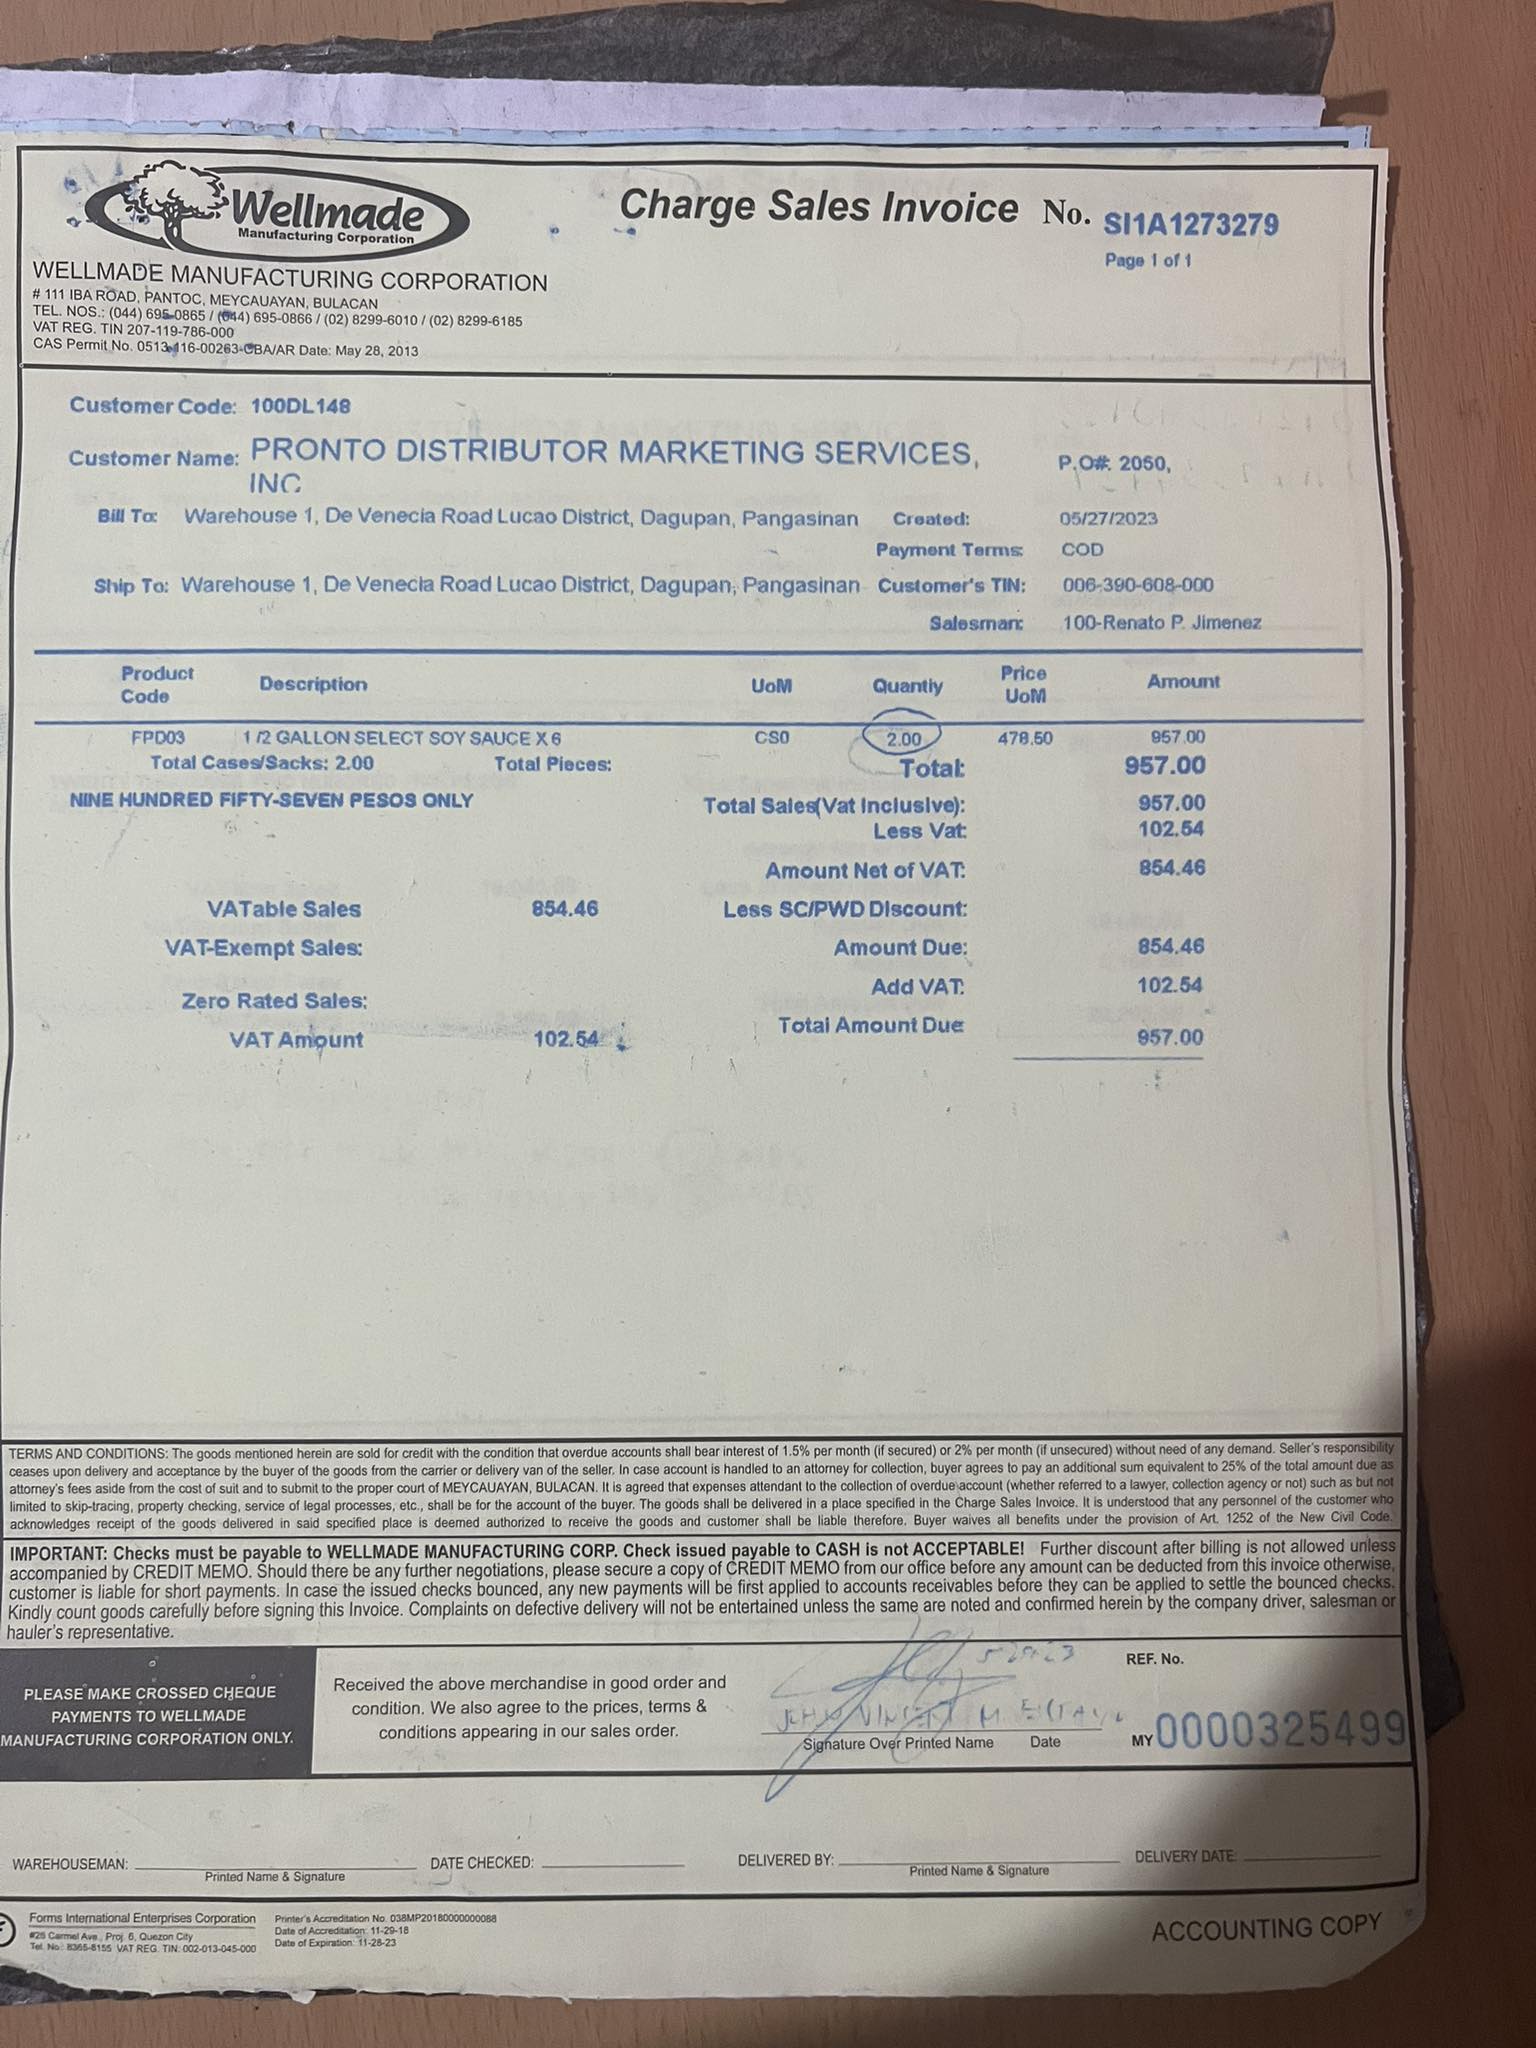 Wellmade
Manufacturing Corporation
Charge Sales Invoice No. SI1A1273279
Page 1 of 1
WELLMADE MANUFACTURING CORPORATION
# 111 IBA ROAD, PANTOC, MEYCAUAYAN, BULACAN
TEL. NOS.: (044) 695-0865 / (044) 695-0866 / (02) 8299-6010 / (02) 8299-6185
VAT REG. TIN 207-119-786-000
CAS Permit No. 0513-116-00263-CBA/AR Date: May 28, 2013
Customer Code: 100DL148
Customer Name: PRONTO DISTRIBUTOR MARKETING SERVICES, INC
P.O#. 2050,
Bill To: Warehouse 1, De Venecia Road Lucao District, Dagupan, Pangasinan Created: 05/27/2023
Payment Terms: COD
Ship To: Warehouse 1, De Venecia Road Lucao District, Dagupan, Pangasinan Customer's TIN: 006-390-608-000
Salesman: 100-Renato P. Jimenez
Product Code Description UoM Quantiy Price UoM Amount
FPD03 1 /2 GALLON SELECT SOY SAUCE X 6 CS0 2.00 478.50 957.00
Total Cases/Sacks: 2.00 Total Pieces: Total: 957.00
NINE HUNDRED FIFTY-SEVEN PESOS ONLY Total Sales(Vat Inclusive): 957.00
Less Vat: 102.54
Amount Net of VAT: 854.46
VATable Sales 854.46 Less SC/PWD Discount:
VAT-Exempt Sales: Amount Due: 854.46
Zero Rated Sales: Add VAT: 102.54
VAT Amount 102.54 Total Amount Due 957.00
TERMS AND CONDITIONS: The goods mentioned herein are sold for credit with the condition that overdue accounts shall bear interest of 1.5% per month (if secured) or 2% per month (if unsecured) without need of any demand. Seller's responsibility
ceases upon delivery and acceptance by the buyer of the goods from the carrier or delivery van of the seller. In case account is handled to an attorney for collection, buyer agrees to pay an additional sum equivalent to 25% of the total amount due as
attorney's fees aside from the cost of suit and to submit to the proper court of MEYCAUAYAN, BULACAN. It is agreed that expenses attendant to the collection of overdue account (whether referred to a lawyer, collection agency or not) such as but not
limited to skip-tracing, property checking, service of legal processes, etc., shall be for the account of the buyer. The goods shall be delivered in a place specified in the Charge Sales Invoice. It is understood that any personnel of the customer who
acknowledges receipt of the goods delivered in said specified place is deemed authorized to receive the goods and customer shall be liable therefore. Buyer waives all benefits under the provision of Art. 1252 of the New Civil Code.
IMPORTANT: Checks must be payable to WELLMADE MANUFACTURING CORP. Check issued payable to CASH is not ACCEPTABLE! Further discount after billing is not allowed unless
accompanied by CREDIT MEMO. Should there be any further negotiations, please secure a copy of CREDIT MEMO from our office before any amount can be deducted from this invoice otherwise,
customer is liable for short payments. In case the issued checks bounced, any new payments will be first applied to accounts receivables before they can be applied to settle the bounced checks.
Kindly count goods carefully before signing this Invoice. Complaints on defective delivery will not be entertained unless the same are noted and confirmed herein by the company driver, salesman or
hauler's representative.
PLEASE MAKE CROSSED CHEQUE
PAYMENTS TO WELLMADE
MANUFACTURING CORPORATION ONLY.
Received the above merchandise in good order and
condition. We also agree to the prices, terms &
conditions appearing in our sales order.
JOHN VINCENT M.
Signature Over Printed Name Date
REF. No.
MY 0000325499
WAREHOUSEMAN: DATE CHECKED: DELIVERED BY: DELIVERY DATE:
Printed Name & Signature Printed Name & Signature
Forms International Enterprises Corporation
#25 Carmel Ave., Proj. 6, Quezon City
Tel. No.: 8365-8155 VAT REG. TIN: 002-013-045-000
Printer's Accreditation No. 038MP20180000000088
Date of Accreditation: 11-29-18
Date of Expiration: 11-28-23
ACCOUNTING COPY